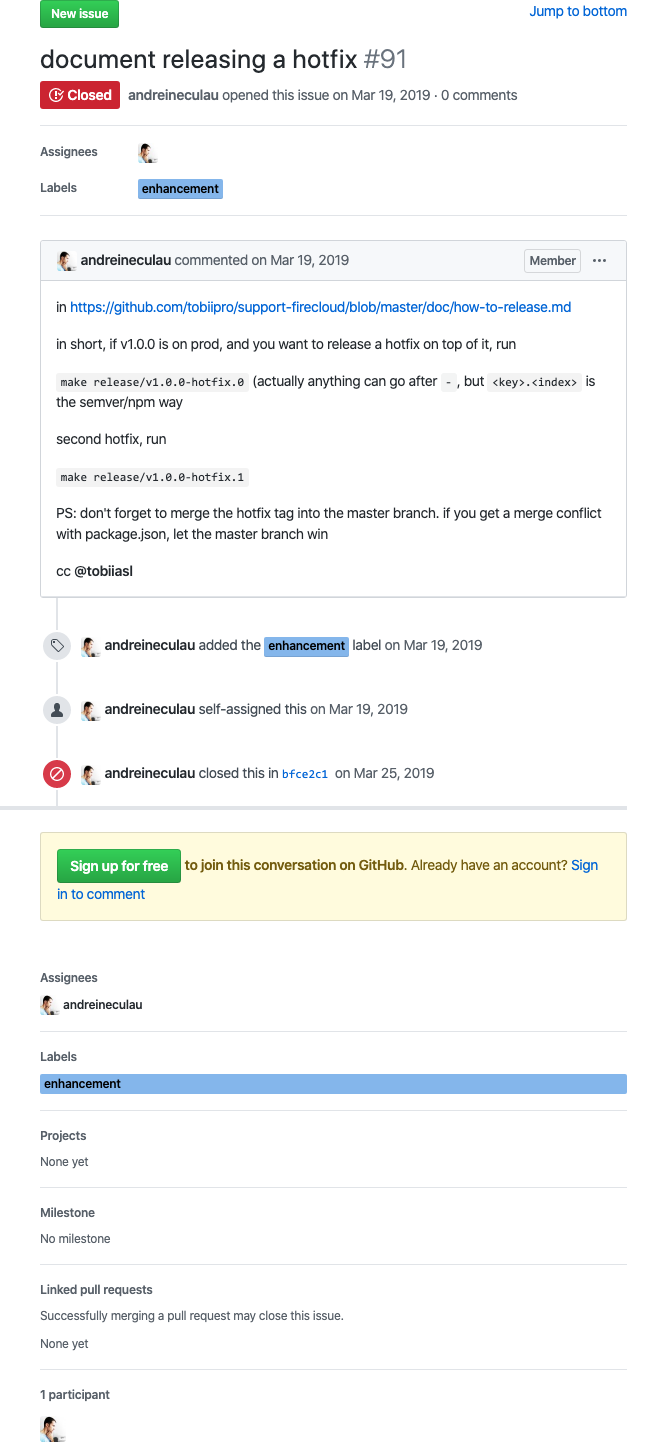 New issue
Jump to bottom
document releasing a hotfix #91
Closed andreineculau opened this issue on Mar 19, 2019 · 0 comments
Assignees
Labels enhancement
andreineculau commented on Mar 19, 2019 Member ...
in https://github.com/tobiipro/support-firecloud/blob/master/doc/how-to-release.md
in short, if v1.0.0 is on prod, and you want to release a hotfix on top of it, run
make release/v1.0.0-hotfix.0 (actually anything can go after - , but <key>.<index> is
the semver/npm way
second hotfix, run
make release/v1.0.0-hotfix.1
PS: don't forget to merge the hotfix tag into the master branch. if you get a merge conflict
with package.json, let the master branch win
cc @tobiiasl
andreineculau added the enhancement label on Mar 19, 2019
andreineculau self-assigned this on Mar 19, 2019
andreineculau closed this in bfce2c1 on Mar 25, 2019
Sign up for free to join this conversation on GitHub. Already have an account? Sign
in to comment
Assignees
andreineculau
Labels
enhancement
Projects
None yet
Milestone
No milestone
Linked pull requests
Successfully merging a pull request may close this issue.
None yet
1 participant